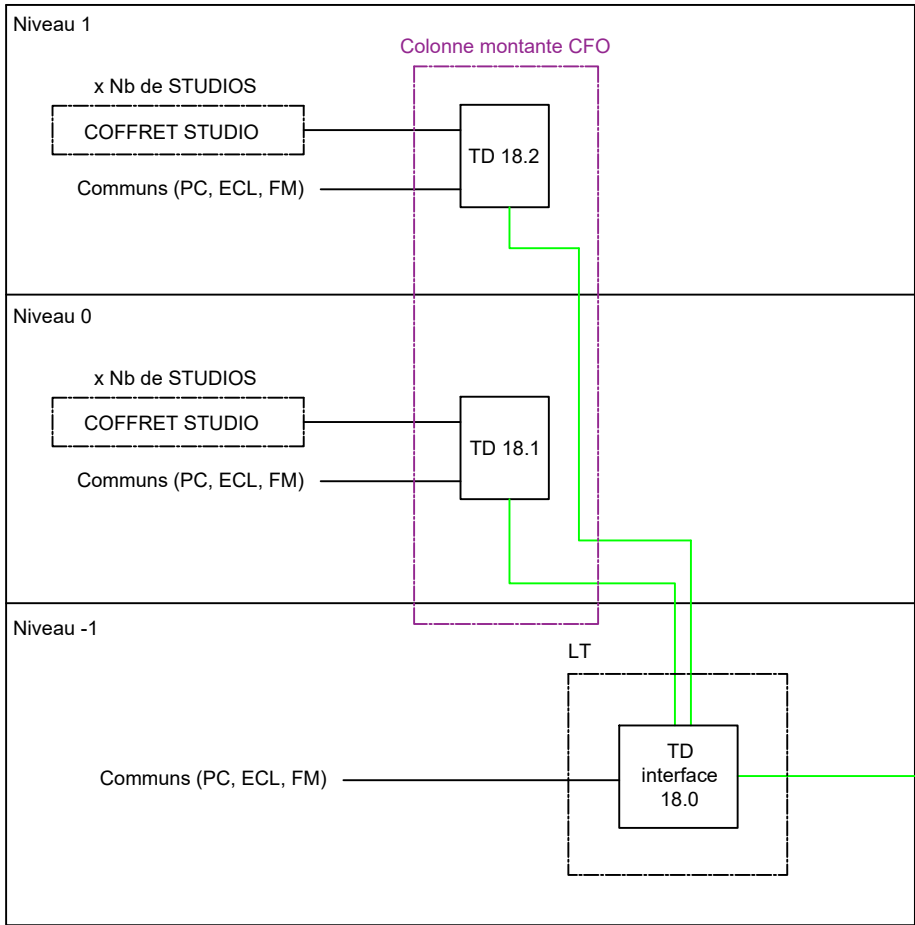 Niveau 1
Colonne montante CFO
x Nb de STUDIOS
COFFRET STUDIO
TD 18.2
Communs (PC, ECL, FM)
Niveau 0
x Nb de STUDIOS
COFFRET STUDIO
TD 18.1
Communs (PC, ECL, FM)
Niveau -1
LT
TD
interface
18.0
Communs (PC, ECL, FM)